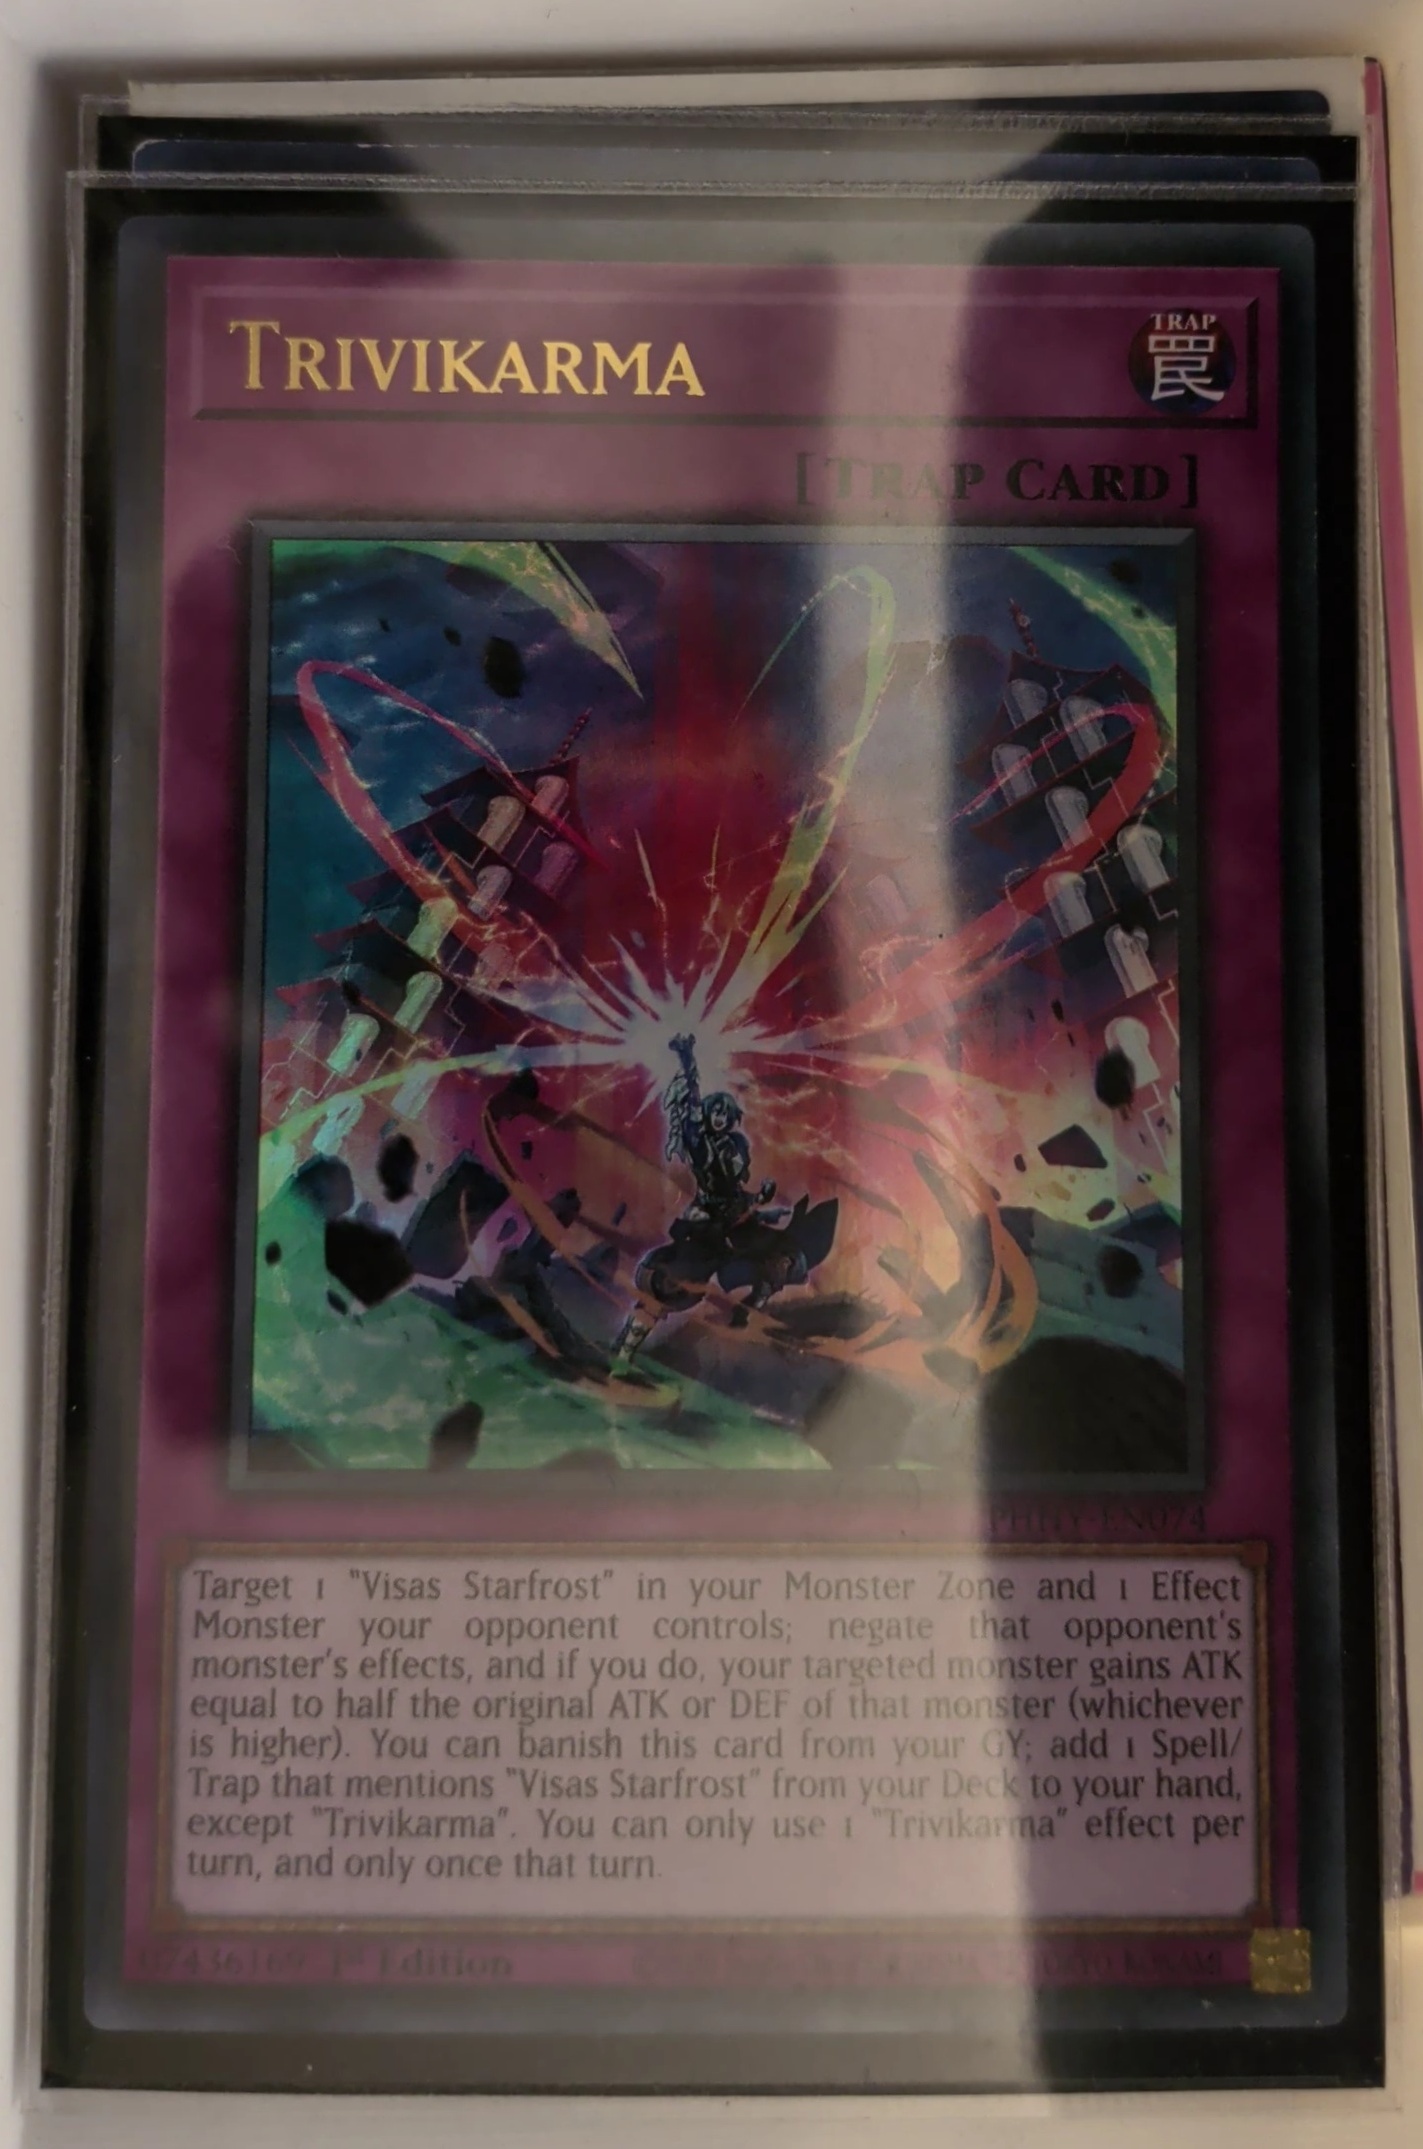 TRIVIKARMA
TRAP
罠
[TRAP CARD]
PHHY-EN074
Target 1 "Visas Starfrost" in your Monster Zone and 1 Effect
Monster your opponent controls; negate that opponent's
monster's effects, and if you do, your targeted monster gains ATK
equal to half the original ATK or DEF of that monster (whichever
is higher). You can banish this card from your GY; add 1 Spell/
Trap that mentions "Visas Starfrost" from your Deck to your hand,
except "Trivikarma". You can only use 1 "Trivikarma" effect per
turn, and only once that turn.
1st Edition
KONAMI